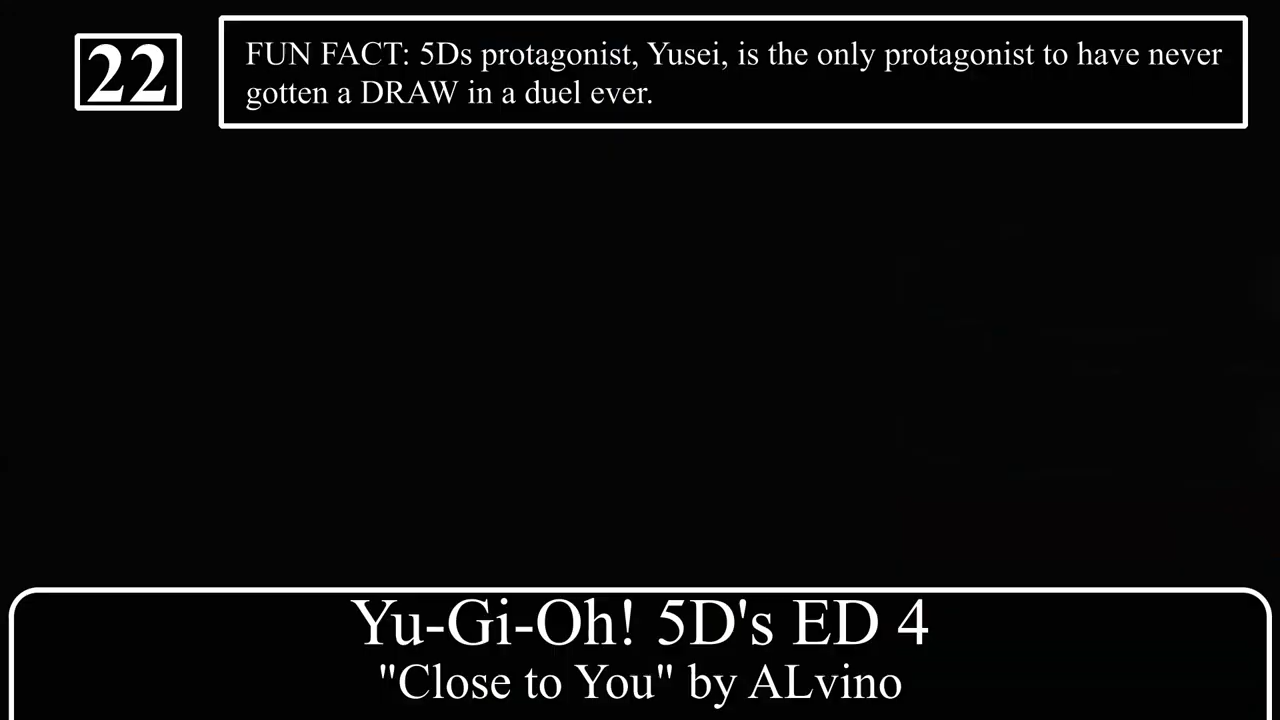 22
FUN FACT: 5Ds protagonist, Yusei, is the only protagonist to have never
gotten a DRAW in a duel ever.
Yu-Gi-Oh! 5D's ED 4
"Close to You" by ALvino